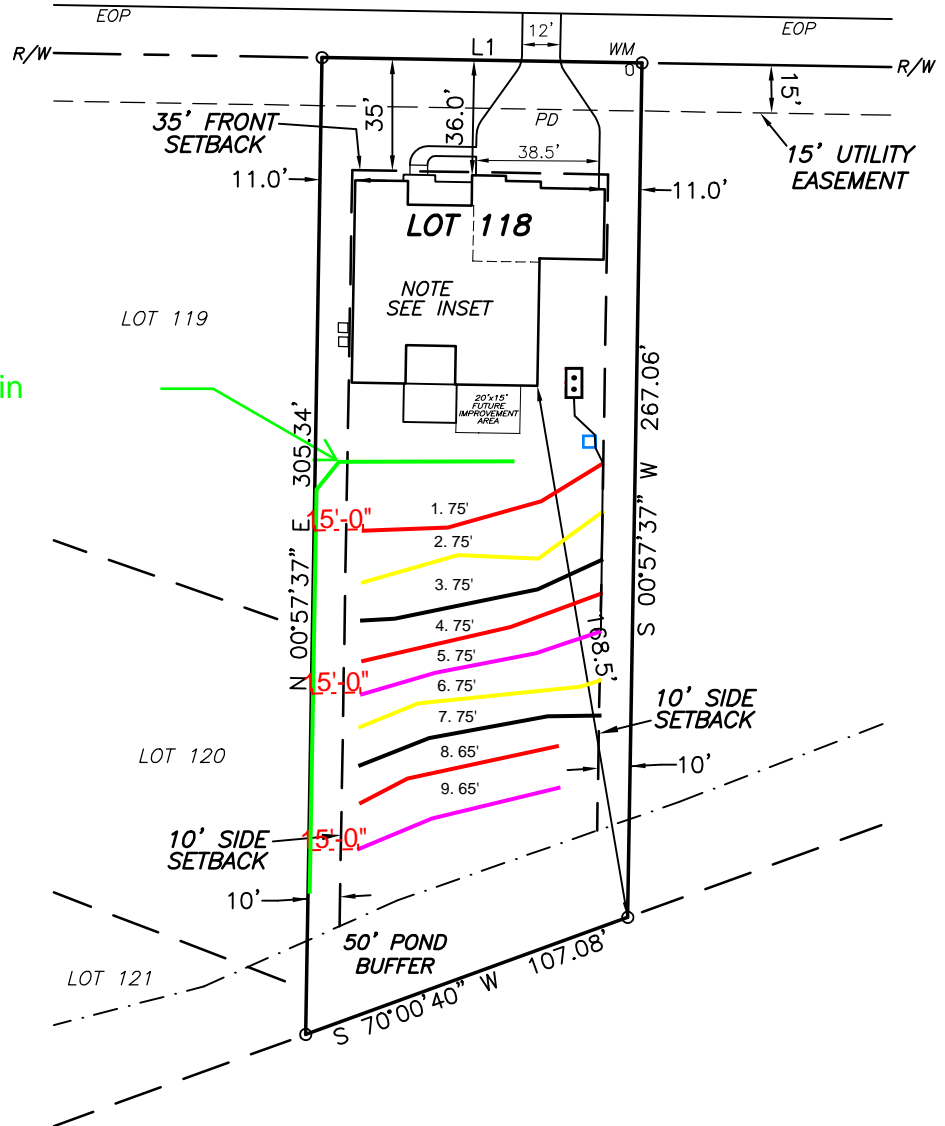 EOP
EOP
12'
L1
WM
R/W
R/W
35'
36.0'
15'
PD
35' FRONT
SETBACK
38.5'
15' UTILITY
EASEMENT
11.0'
11.0'
LOT 118
NOTE
SEE INSET
LOT 119
in
20'x15'
FUTURE
IMPROVEMENT
AREA
N 00°57'37" E 305.34'
S 00°57'37" W 267.06'
1. 75'
15'-0"
2. 75'
3. 75'
4. 75'
168.5'
5. 75'
15'-0"
6. 75'
10' SIDE
SETBACK
7. 75'
LOT 120
8. 65'
10'
9. 65'
15'-0"
10' SIDE
SETBACK
10'
50' POND
BUFFER
LOT 121
S 70°00'40" W 107.08'